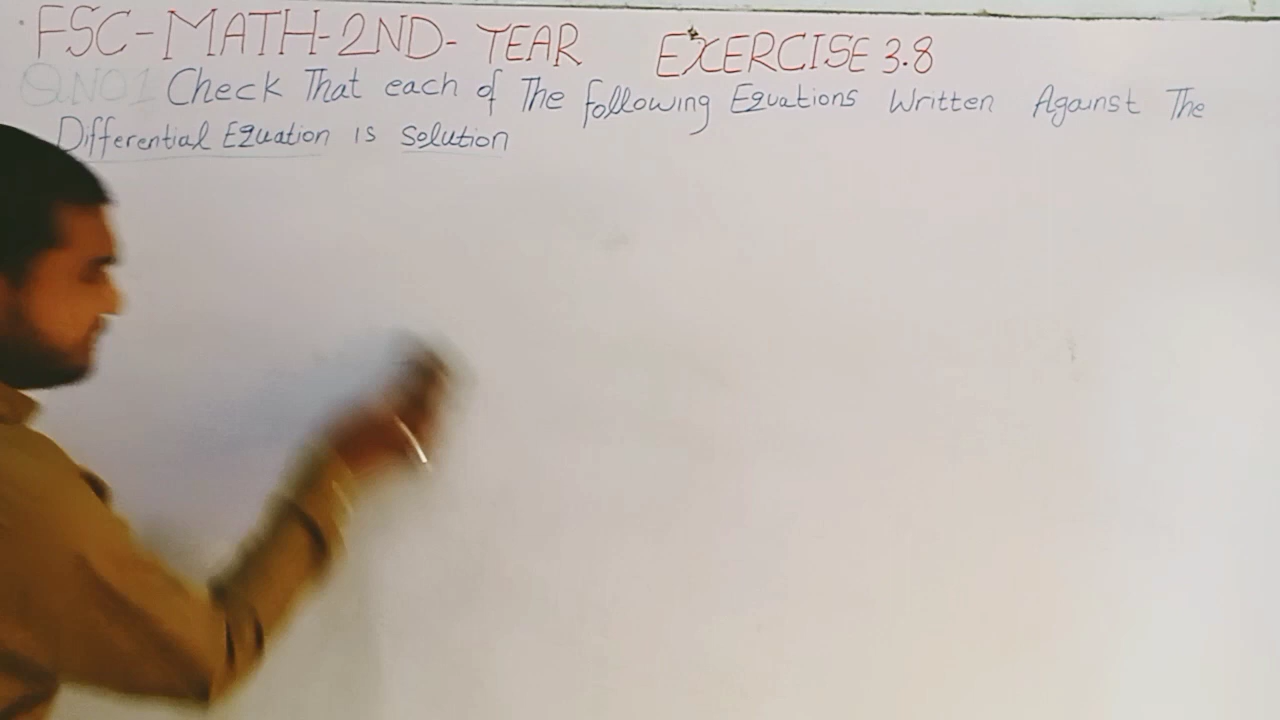 FSC-MATH-2ND-YEAR EXERCISE 3.8
Q NO1 Check That each of The following Equations Written Against The
Differential Equation is Solution